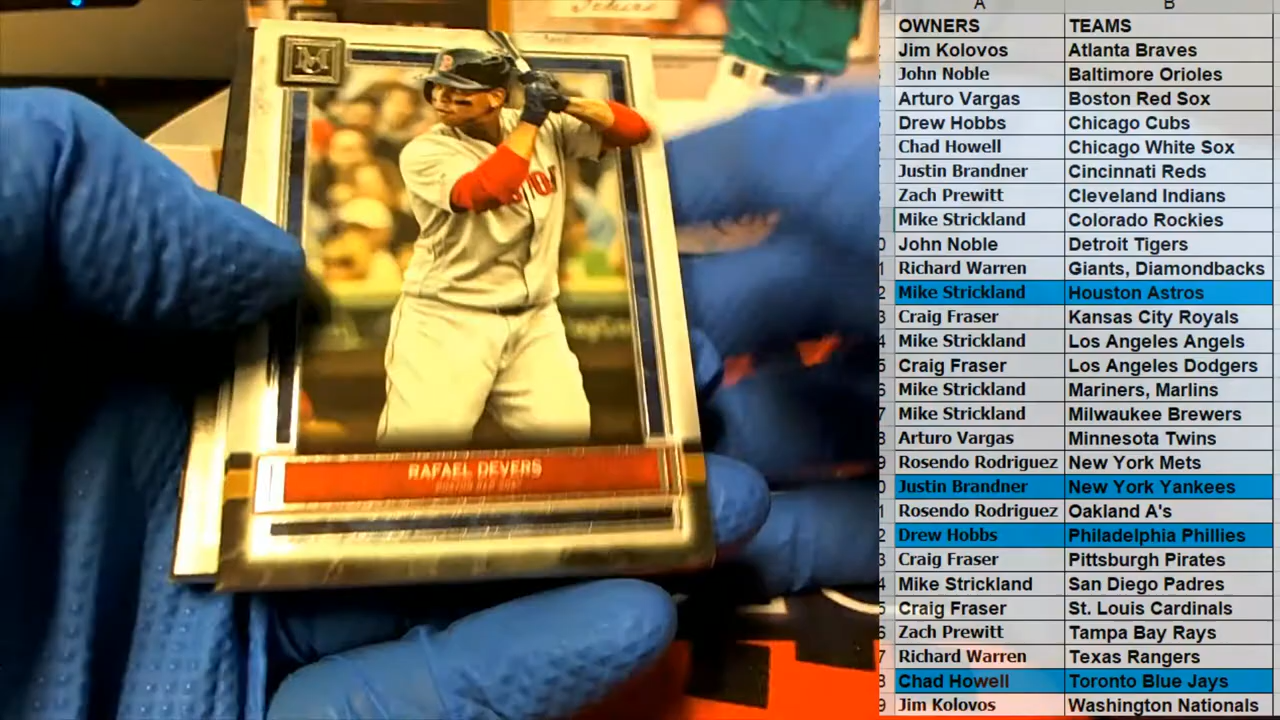 RAFAEL DEVERS
BOSTON RED SOX
A B
OWNERS TEAMS
Jim Kolovos Atlanta Braves
John Noble Baltimore Orioles
Arturo Vargas Boston Red Sox
Drew Hobbs Chicago Cubs
Chad Howell Chicago White Sox
Justin Brandner Cincinnati Reds
Zach Prewitt Cleveland Indians
Mike Strickland Colorado Rockies
John Noble Detroit Tigers
Richard Warren Giants, Diamondbacks
Mike Strickland Houston Astros
Craig Fraser Kansas City Royals
Mike Strickland Los Angeles Angels
Craig Fraser Los Angeles Dodgers
Mike Strickland Mariners, Marlins
Mike Strickland Milwaukee Brewers
Arturo Vargas Minnesota Twins
Rosendo Rodriguez New York Mets
Justin Brandner New York Yankees
Rosendo Rodriguez Oakland A's
Drew Hobbs Philadelphia Phillies
Craig Fraser Pittsburgh Pirates
Mike Strickland San Diego Padres
Craig Fraser St. Louis Cardinals
Zach Prewitt Tampa Bay Rays
Richard Warren Texas Rangers
Chad Howell Toronto Blue Jays
Jim Kolovos Washington Nationals